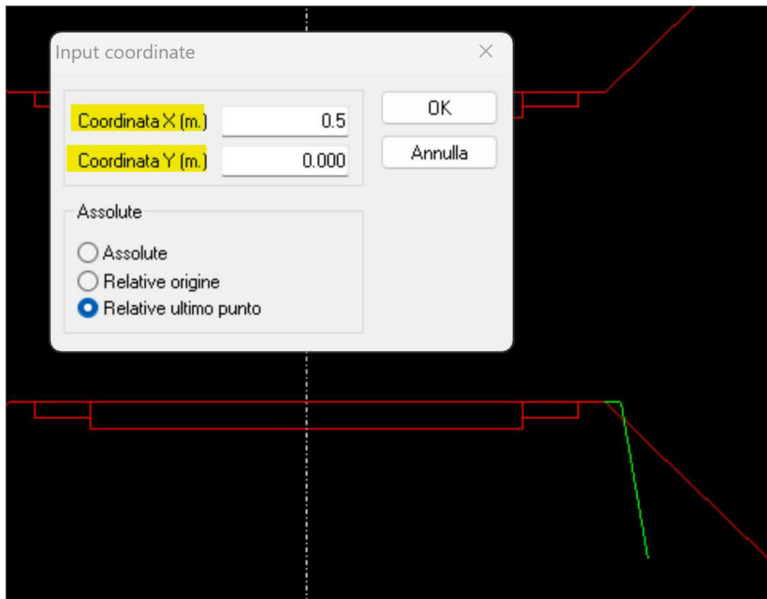 Input coordinate
Coordinata X (m.) 0.5
OK
Coordinata Y (m.) 0.000
Annulla
Assolute
Assolute
Relative origine
Relative ultimo punto